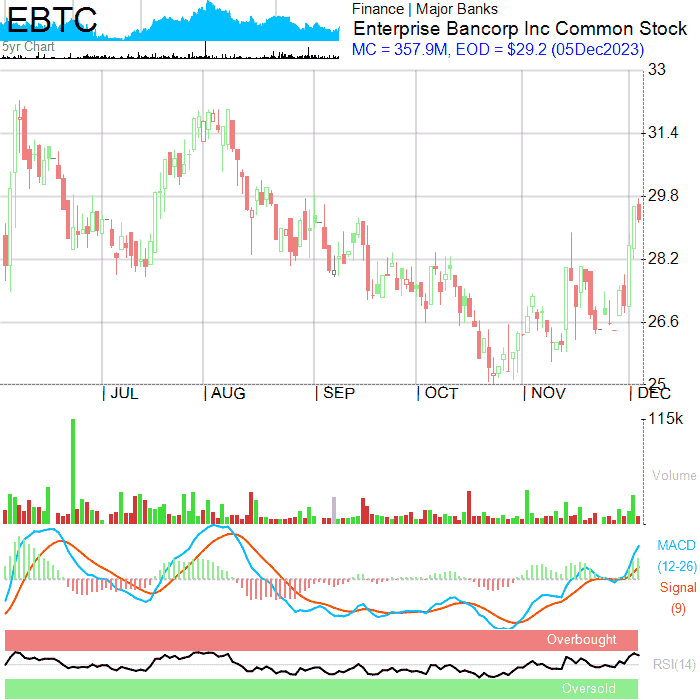 EBTC
5yr Chart
Finance | Major Banks
Enterprise Bancorp Inc Common Stock
MC = 357.9M, EOD = $29.2 (05Dec2023)
33
31.4
29.8
28.2
26.6
25
| JUL | AUG | SEP | OCT | NOV | DEC
115k
Volume
MACD
(12-26)
Signal
(9)
Overbought
RSI(14)
Oversold